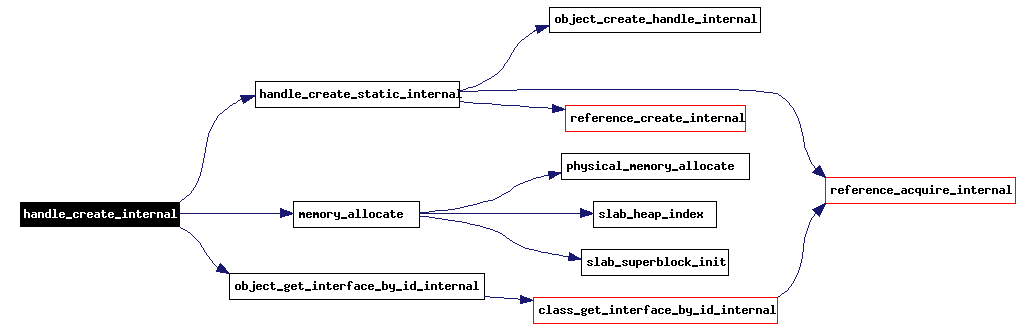 object_create_handle_internal
handle_create_static_internal
reference_create_internal
physical_memory_allocate
reference_acquire_internal
handle_create_internal
memory_allocate
slab_heap_index
slab_superblock_init
object_get_interface_by_id_internal
class_get_interface_by_id_internal